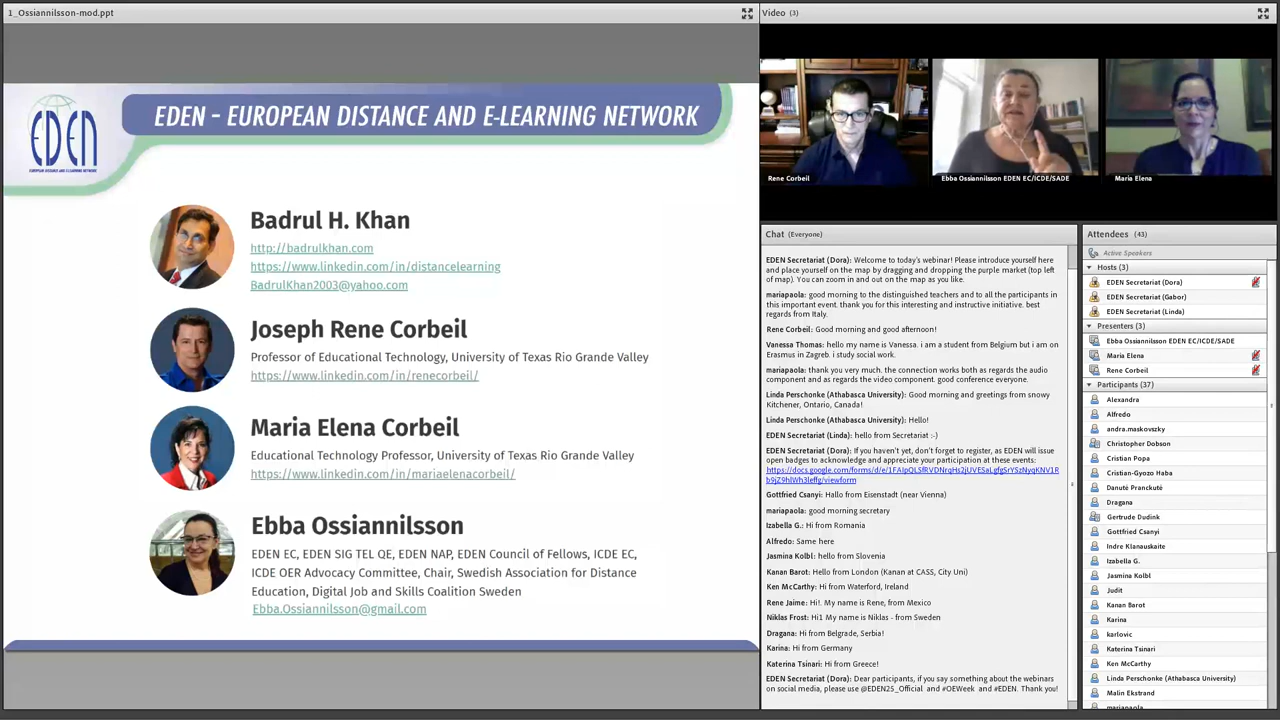 1_Ossiannilsson-mod.ppt
EDEN
EUROPEAN DISTANCE AND E-LEARNING NETWORK
EDEN – EUROPEAN DISTANCE AND E-LEARNING NETWORK
Badrul H. Khan
http://badrulkhan.com
https://www.linkedin.com/in/distancelearning
BadrulKhan2003@yahoo.com
Joseph Rene Corbeil
Professor of Educational Technology, University of Texas Rio Grande Valley
https://www.linkedin.com/in/renecorbeil/
Maria Elena Corbeil
Educational Technology Professor, University of Texas Rio Grande Valley
https://www.linkedin.com/in/mariaelenacorbeil/
Ebba Ossiannilsson
EDEN EC, EDEN SIG TEL QE, EDEN NAP, EDEN Council of Fellows, ICDE EC,
ICDE OER Advocacy Committee, Chair, Swedish Association for Distance
Education, Digital Job and Skills Coalition Sweden
Ebba.Ossiannilsson@gmail.com
Video (3)
Rene Corbeil
Ebba Ossiannilsson EDEN EC/ICDE/SADE
Maria Elena
Chat (Everyone)
EDEN Secretariat (Dora): Welcome to today's webinar! Please introduce yourself here
and place yourself on the map by dragging and dropping the purple market (top left
of map). You can zoom in and out on the map as you like.
mariapaola: good morning to the distinguished teachers and to all the participants in
this important event. thank you for this interesting and instructive initiative. best
regards from Italy.
Rene Corbeil: Good morning and good afternoon!
Vanessa Thomas: hello my name is Vanessa. i am a student from Belgium but i am on
Erasmus in Zagreb. i study social work.
mariapaola: thank you very much. the connection works both as regards the audio
component and as regards the video component. good conference everyone.
Linda Perschonke (Athabasca University): Good morning and greetings from snowy
Kitchener, Ontario, Canada!
Linda Perschonke (Athabasca University): Hello!
EDEN Secretariat (Linda): hello from Secretariat :-)
EDEN Secretariat (Dora): If you haven't yet, don't forget to register, as EDEN will issue
open badges to acknowledge and appreciate your participation at these events:
Gottfried Csanyi: Hallo from Eisenstadt (near Vienna)
mariapaola: good morning secretary
Izabella G.: Hi from Romania
Alfredo: Same here
Jasmina Kolbl: hello from Slovenia
Kanan Barot: Hello from London (Kanan at CASS, City Uni)
Ken McCarthy: Hi from Waterford, Ireland
Rene Jaime: Hi!. My name is Rene, from Mexico
Niklas Frost: Hi1 My name is Niklas - from Sweden
Dragana: Hi from Belgrade, Serbia!
Karina: Hi from Germany
Katerina Tsinari: Hi from Greece!
EDEN Secretariat (Dora): Dear participants, if you say something about the webinars
on social media, please use @EDEN25_Official and #OEWeek and #EDEN. Thank you!
Attendees (43)
Active Speakers
Hosts (3)
EDEN Secretariat (Dora)
EDEN Secretariat (Gabor)
EDEN Secretariat (Linda)
Presenters (3)
Ebba Ossiannilsson EDEN EC/ICDE/SADE
Maria Elena
Rene Corbeil
Participants (37)
Alexandra
Alfredo
andra.maskovszky
Christopher Dobson
Cristian Popa
Cristian-Gyozo Haba
Danutė Pranckutė
Dragana
Gertrude Dudink
Gottfried Csanyi
Indre Klanauskaite
Izabella G.
Jasmina Kolbl
Judit
Kanan Barot
Karina
karlovic
Katerina Tsinari
Ken McCarthy
Linda Perschonke (Athabasca University)
Malin Ekstrand
mariapaola